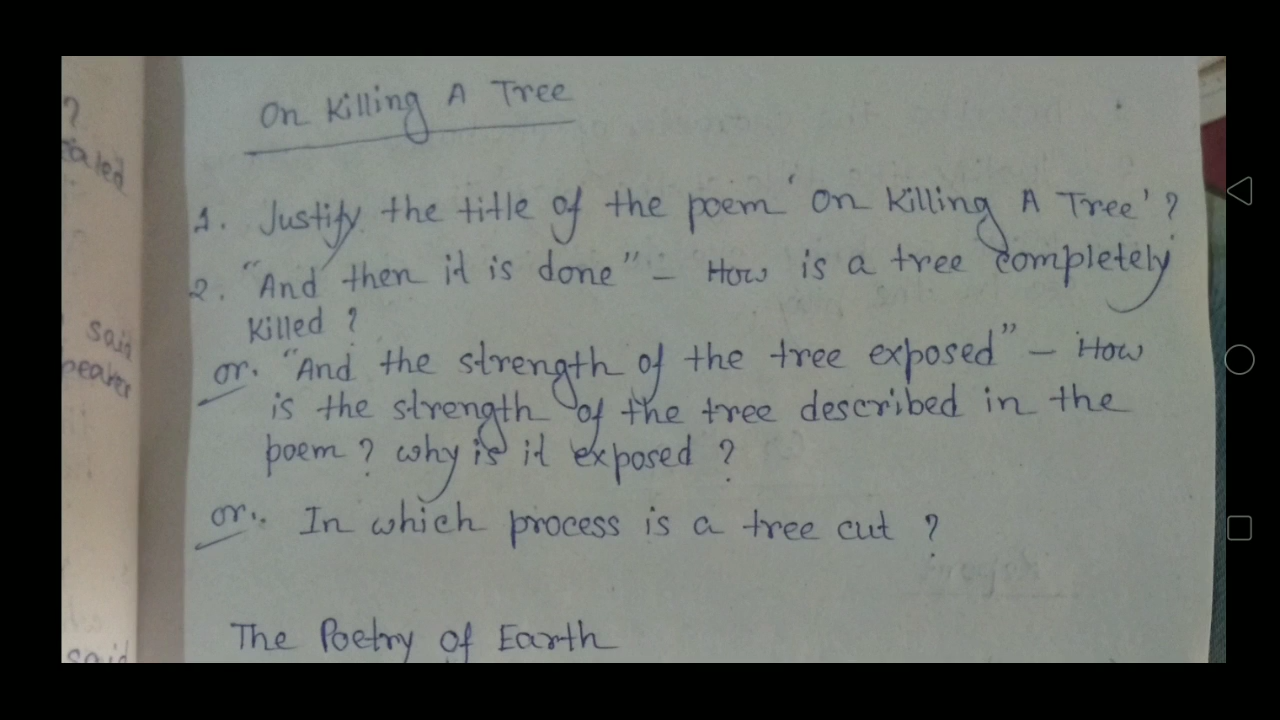 On Killing A Tree
1. Justify the title of the poem 'On Killing A Tree'?
2. "And then it is done" - How is a tree completely
killed ?
or. "And the strength of the tree exposed" - How
is the strength of the tree described in the
poem ? why is it exposed ?
or.. In which process is a tree cut ?
The Poetry of Earth
?
said
said